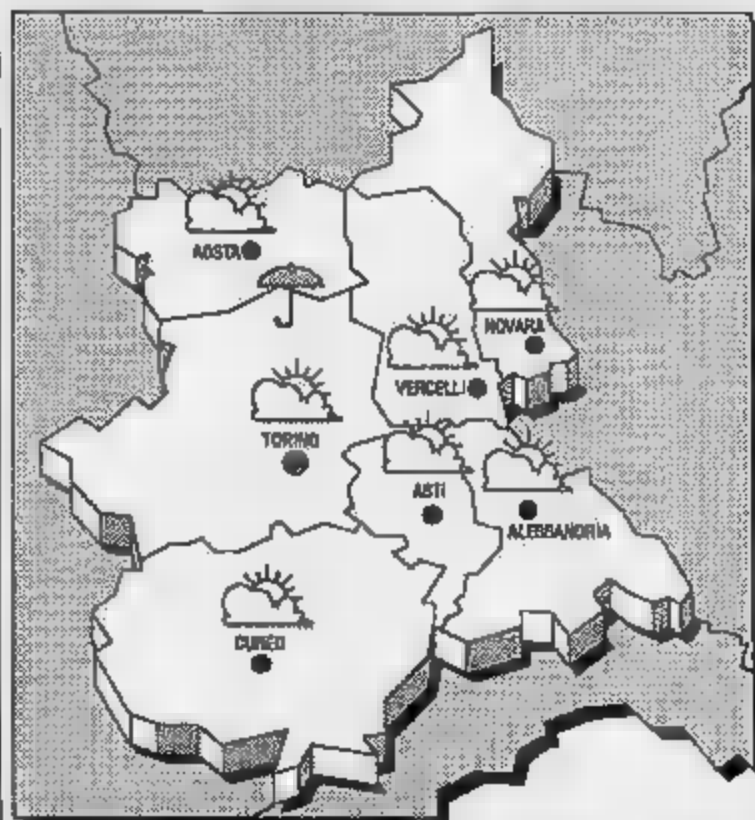 AOSTA
NOVARA
VERCELLI
TORINO
ASTI
ALESSANDRIA
CUNEO